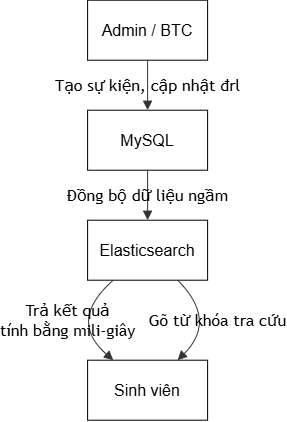 Admin / BTC
Tạo sự kiện, cập nhật đrl
MySQL
Đồng bộ dữ liệu ngầm
Elasticsearch
Trả kết quả
tính bằng mili-giây
Gõ từ khóa tra cứu
Sinh viên